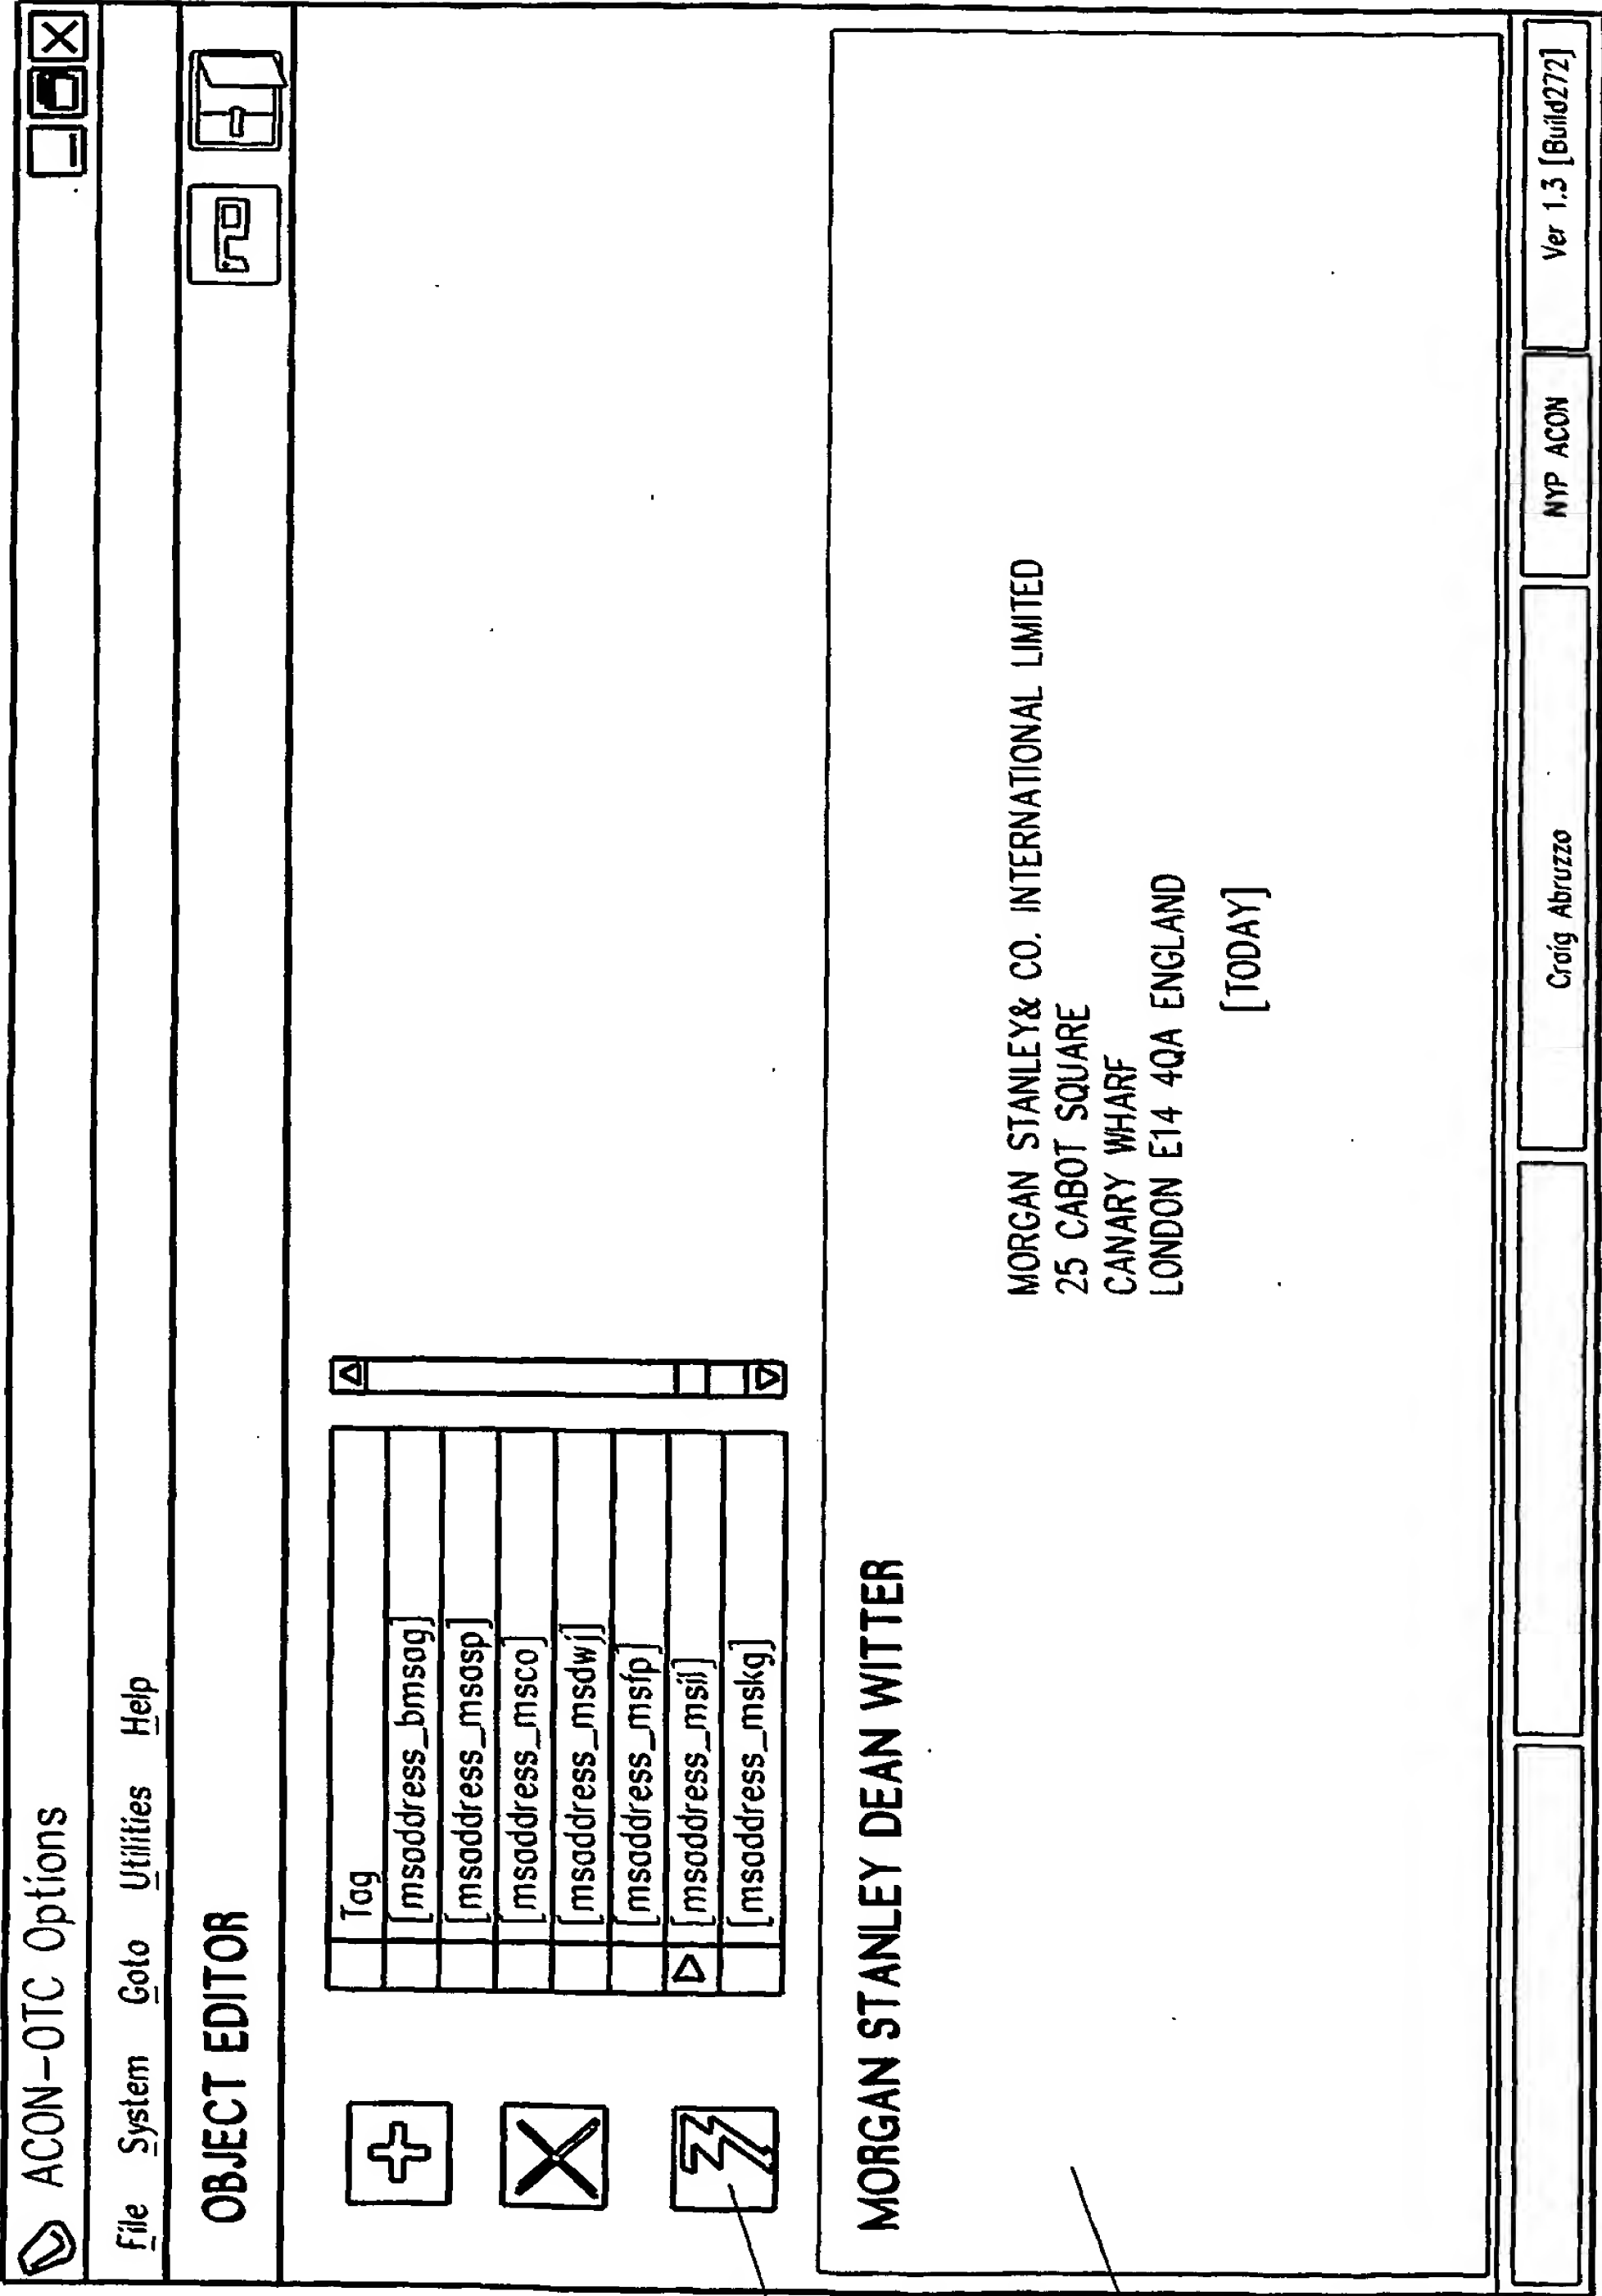 ACON-OTC Options
File System Goto Utilities Help
OBJECT EDITOR
Tag
[msaddress_bmsag]
[msaddress_msasp]
[msaddress_msco]
[msaddress_msdwj]
[msaddress_msfp]
[msaddress_msil]
[msaddress_mskg]
MORGAN STANLEY DEAN WITTER
MORGAN STANLEY& CO. INTERNATIONAL LIMITED
25 CABOT SQUARE
CANARY WHARF
LONDON E14 4QA ENGLAND
[TODAY]
Craig Abruzzo
NYP ACON
Ver 1.3 [Build272]